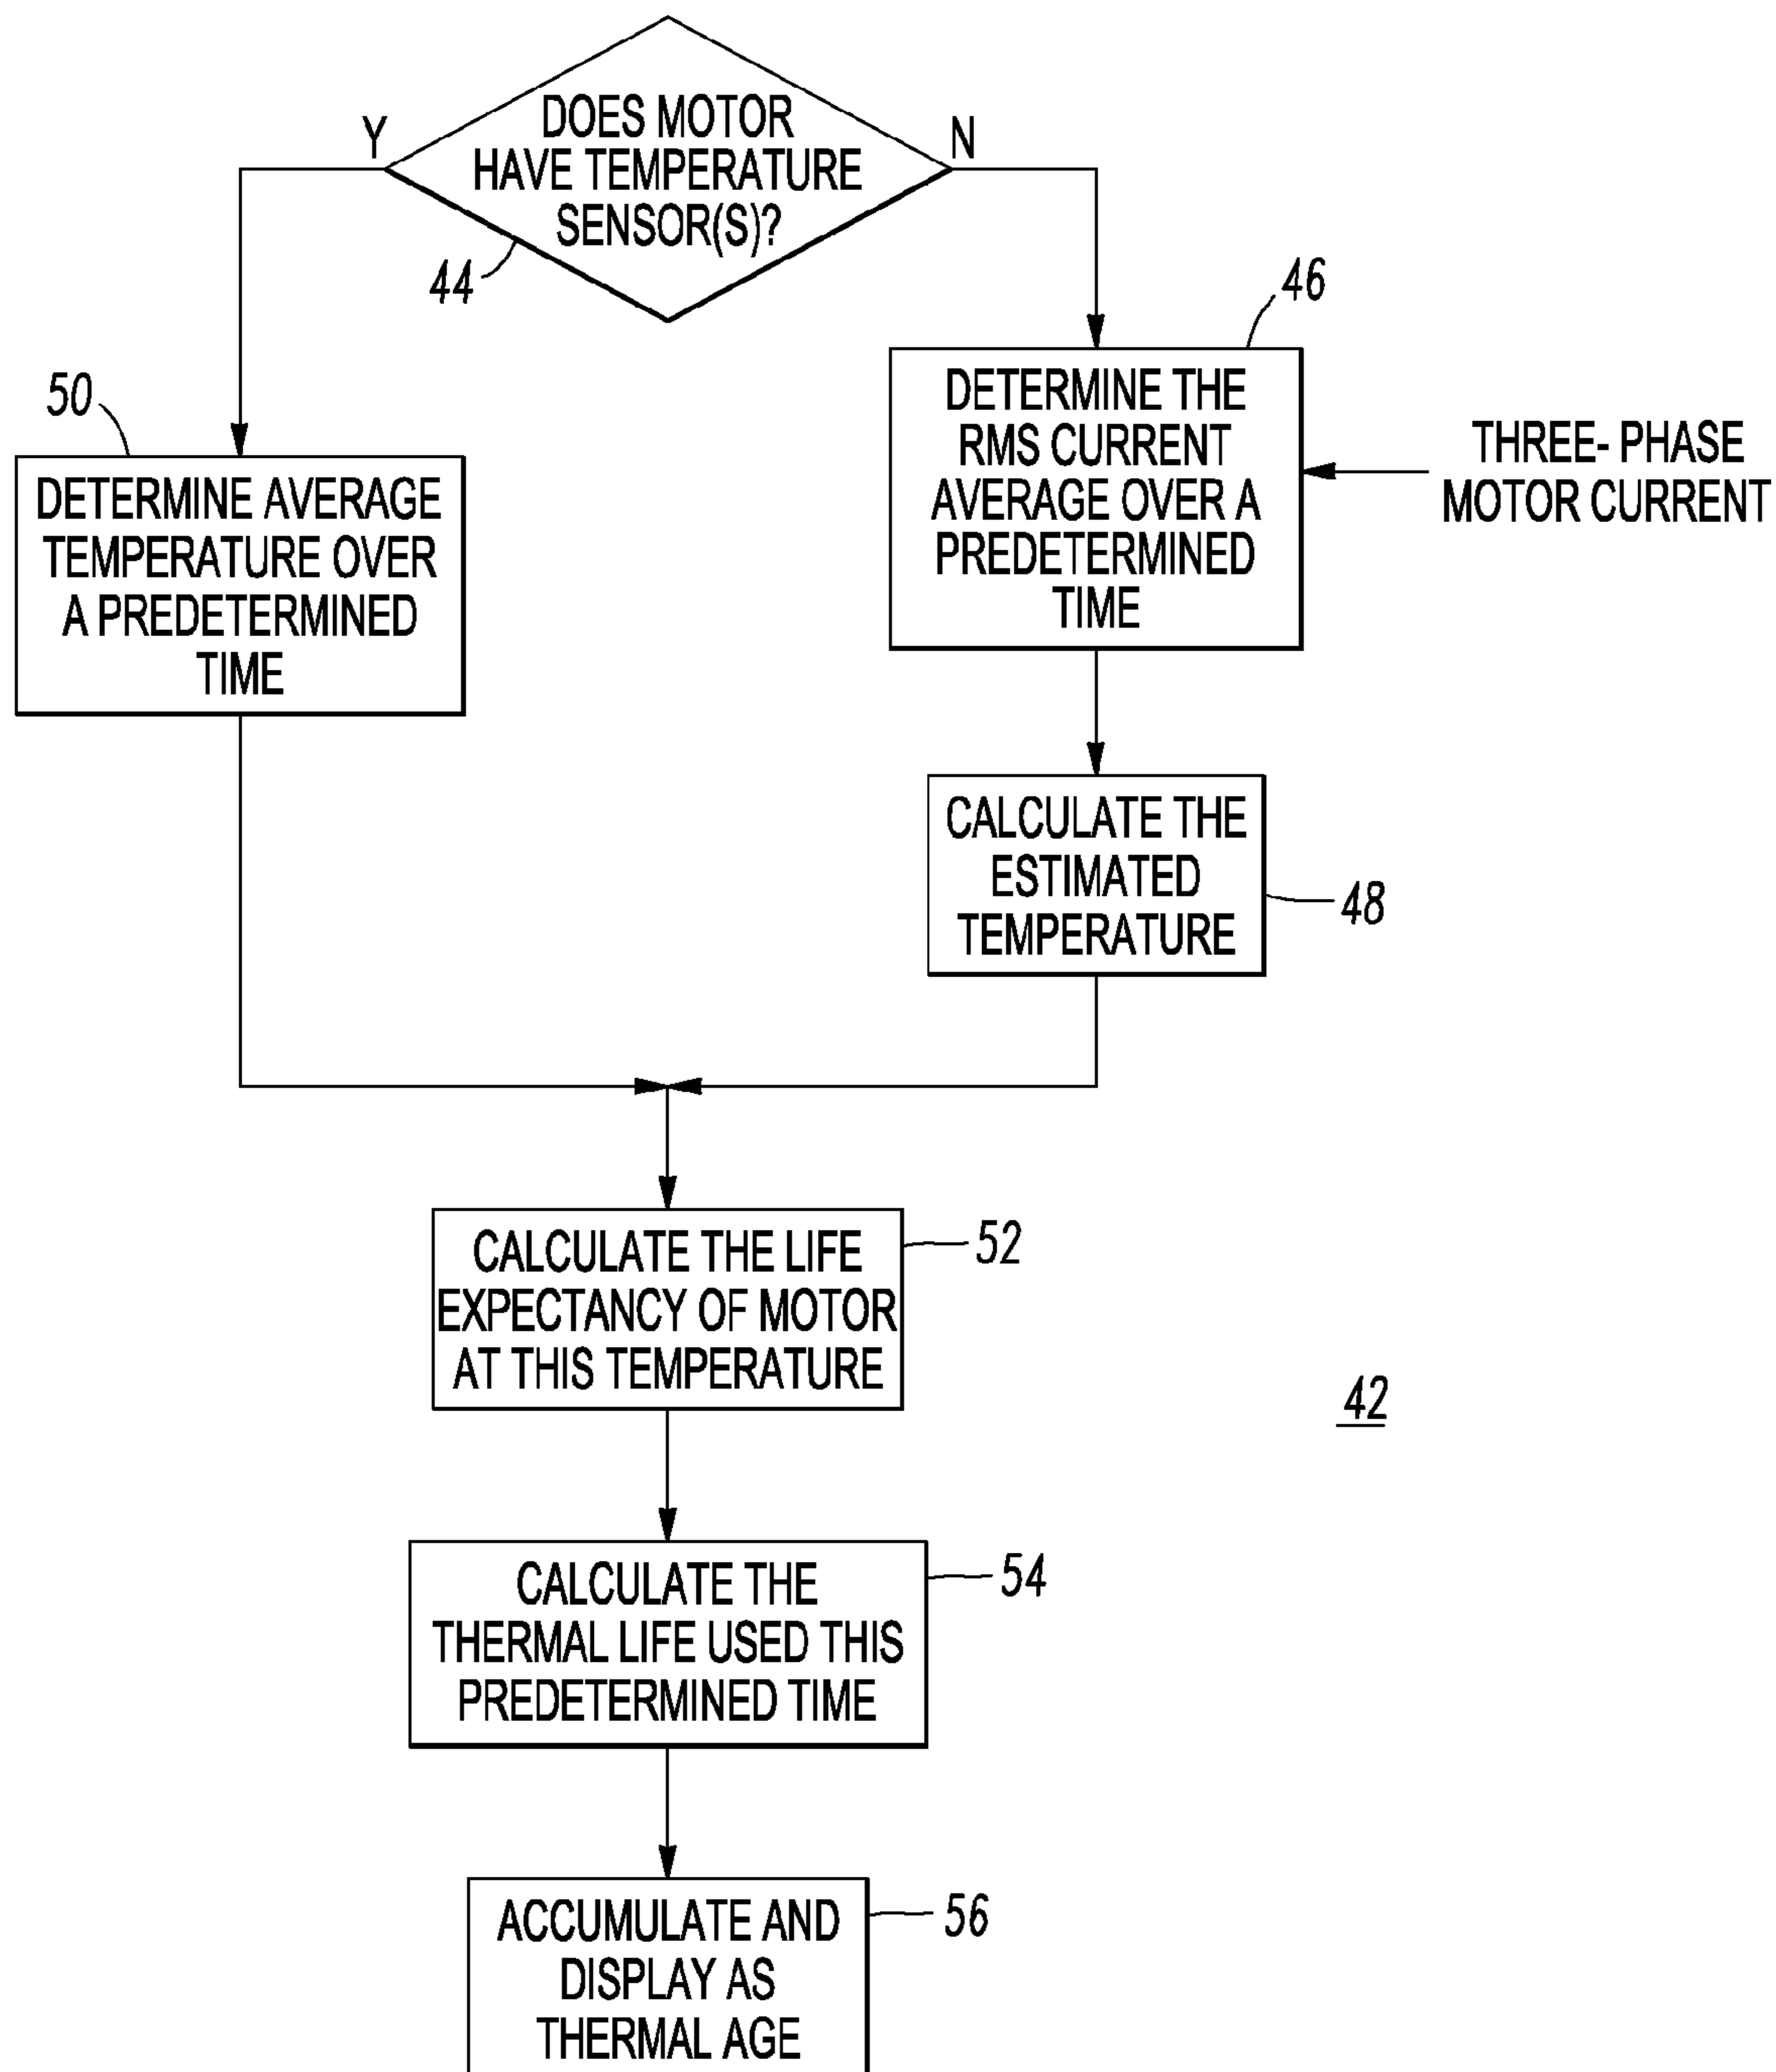 DOES MOTOR
HAVE TEMPERATURE
SENSOR(S)?
Y
N
44
46
DETERMINE THE
RMS CURRENT
AVERAGE OVER A
PREDETERMINED
TIME
THREE- PHASE
MOTOR CURRENT
50
DETERMINE AVERAGE
TEMPERATURE OVER
A PREDETERMINED
TIME
CALCULATE THE
ESTIMATED
TEMPERATURE
48
CALCULATE THE LIFE
EXPECTANCY OF MOTOR
AT THIS TEMPERATURE
52
42
CALCULATE THE
THERMAL LIFE USED THIS
PREDETERMINED TIME
54
ACCUMULATE AND
DISPLAY AS
THERMAL AGE
56